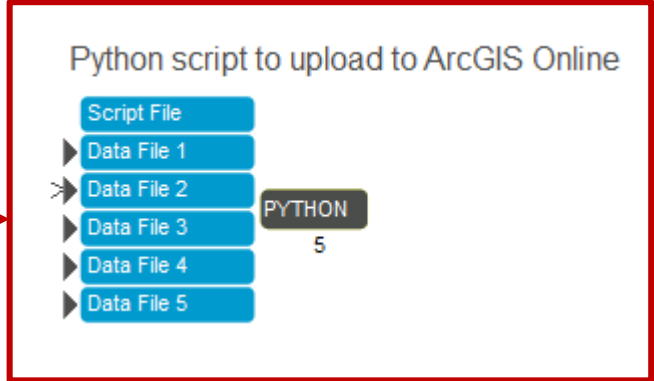 Python script to upload to ArcGIS Online
Script File
Data File 1
Data File 2
PYTHON
Data File 3
5
Data File 4
Data File 5